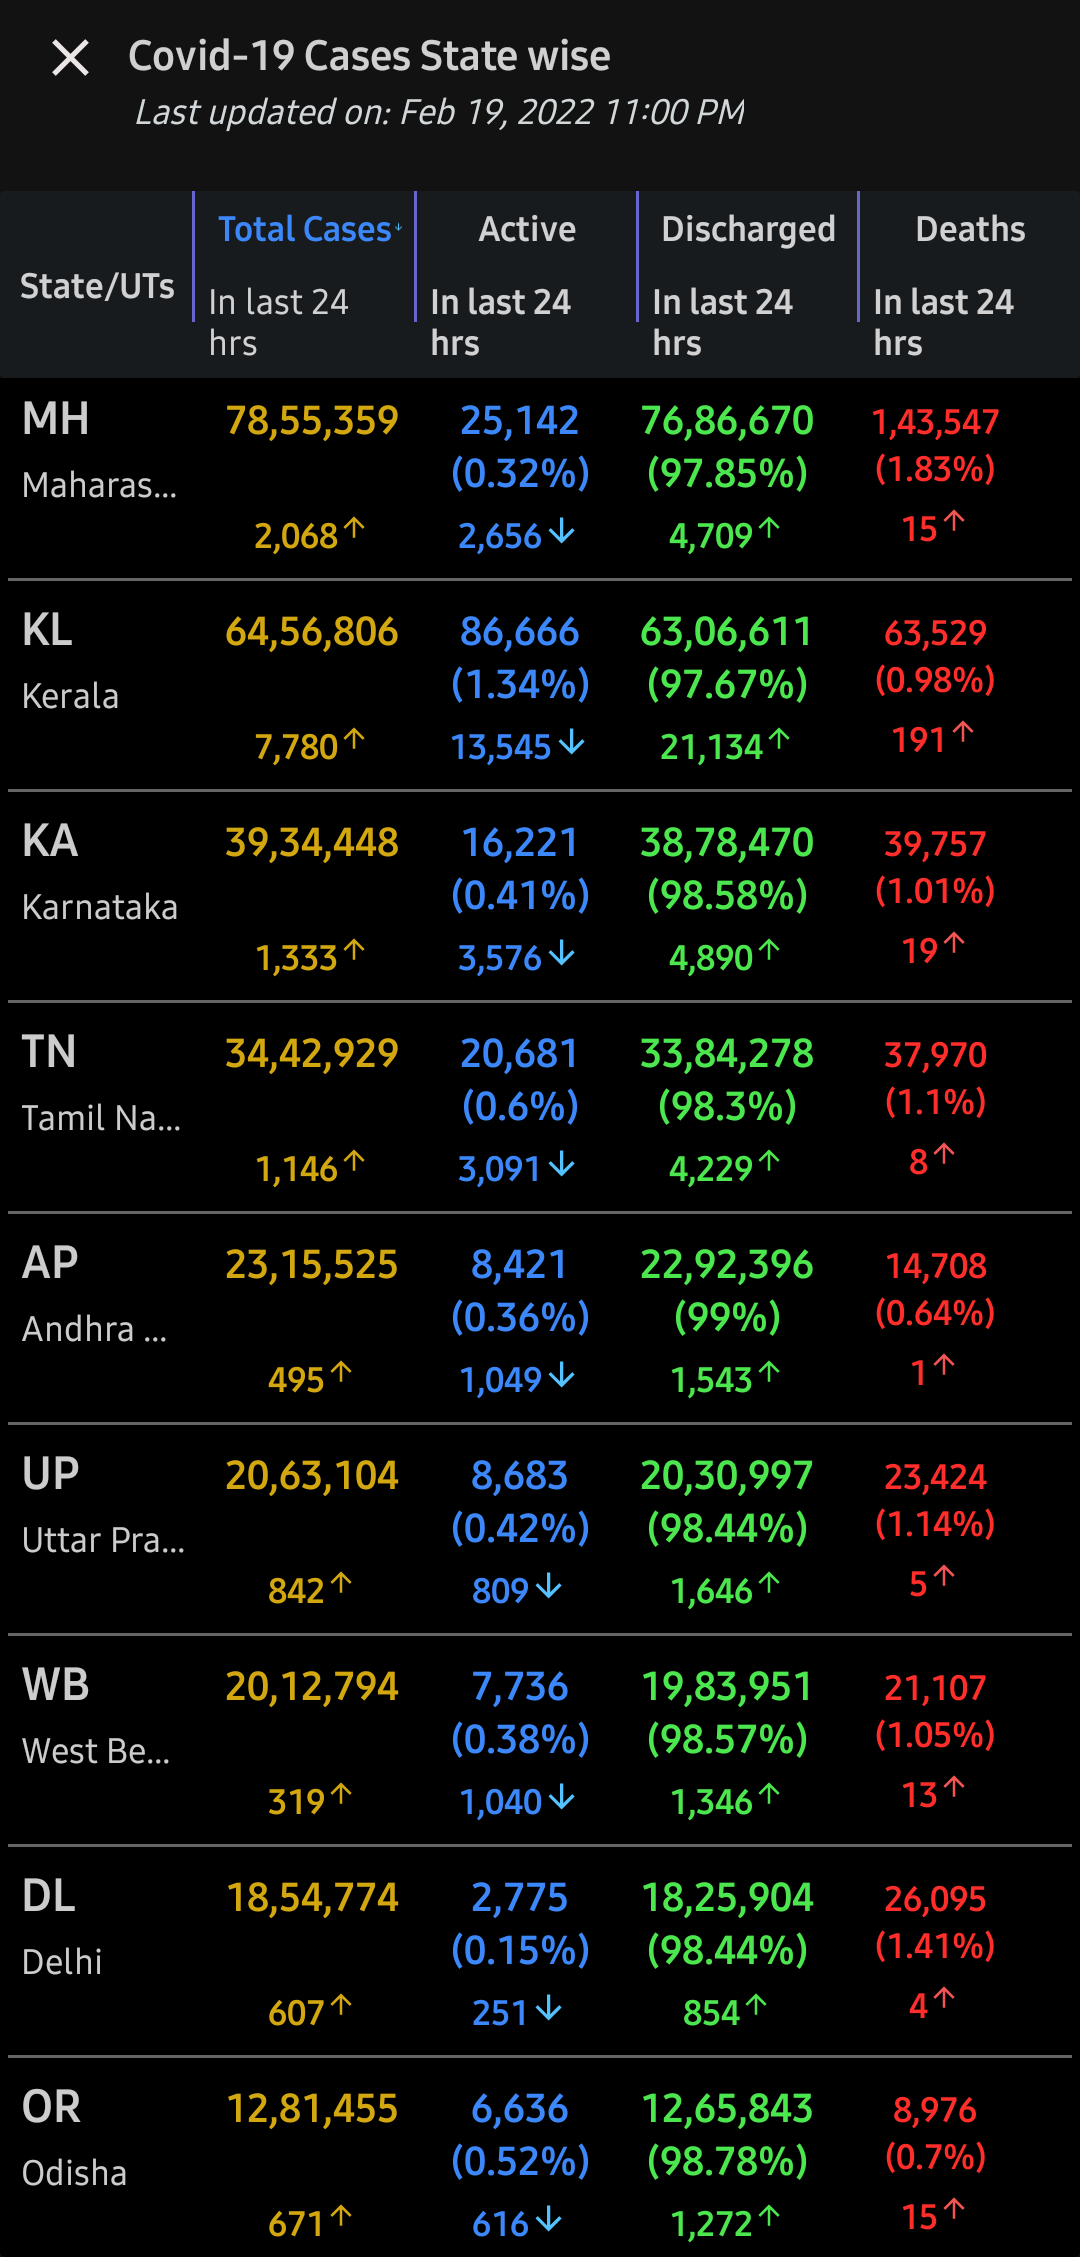 Covid-19 Cases State wise
Last updated on: Feb 19, 2022 11:00 PM
State/UTs Total Cases Active Discharged Deaths
In last 24 hrs In last 24 hrs In last 24 hrs In last 24 hrs
MH 78,55,359 25,142 76,86,670 1,43,547
Maharas... (0.32%) (97.85%) (1.83%)
2,068↑ 2,656↓ 4,709↑ 15↑
KL 64,56,806 86,666 63,06,611 63,529
Kerala (1.34%) (97.67%) (0.98%)
7,780↑ 13,545↓ 21,134↑ 191↑
KA 39,34,448 16,221 38,78,470 39,757
Karnataka (0.41%) (98.58%) (1.01%)
1,333↑ 3,576↓ 4,890↑ 19↑
TN 34,42,929 20,681 33,84,278 37,970
Tamil Na... (0.6%) (98.3%) (1.1%)
1,146↑ 3,091↓ 4,229↑ 8↑
AP 23,15,525 8,421 22,92,396 14,708
Andhra ... (0.36%) (99%) (0.64%)
495↑ 1,049↓ 1,543↑ 1↑
UP 20,63,104 8,683 20,30,997 23,424
Uttar Pra... (0.42%) (98.44%) (1.14%)
842↑ 809↓ 1,646↑ 5↑
WB 20,12,794 7,736 19,83,951 21,107
West Be... (0.38%) (98.57%) (1.05%)
319↑ 1,040↓ 1,346↑ 13↑
DL 18,54,774 2,775 18,25,904 26,095
Delhi (0.15%) (98.44%) (1.41%)
607↑ 251↓ 854↑ 4↑
OR 12,81,455 6,636 12,65,843 8,976
Odisha (0.52%) (98.78%) (0.7%)
671↑ 616↓ 1,272↑ 15↑